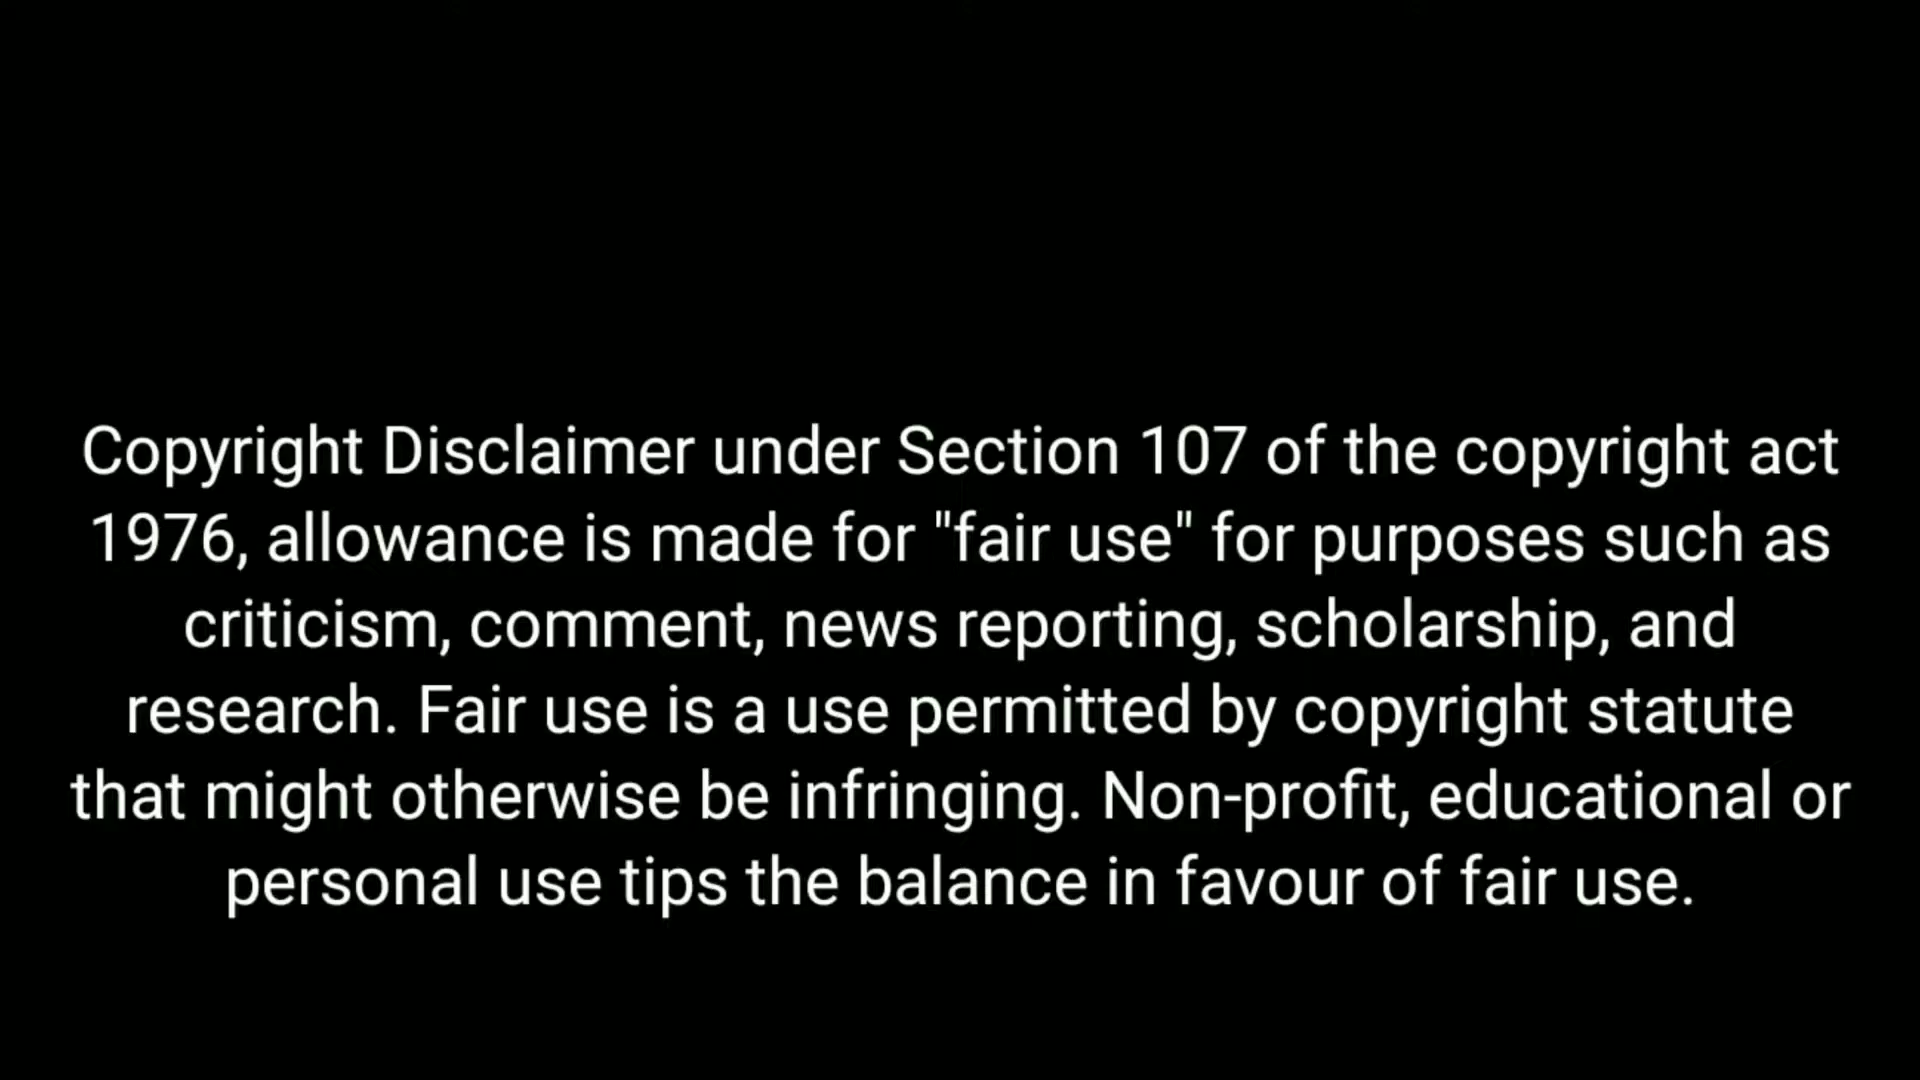 Copyright Disclaimer under Section 107 of the copyright act
1976, allowance is made for "fair use" for purposes such as
criticism, comment, news reporting, scholarship, and
research. Fair use is a use permitted by copyright statute
that might otherwise be infringing. Non-profit, educational or
personal use tips the balance in favour of fair use.